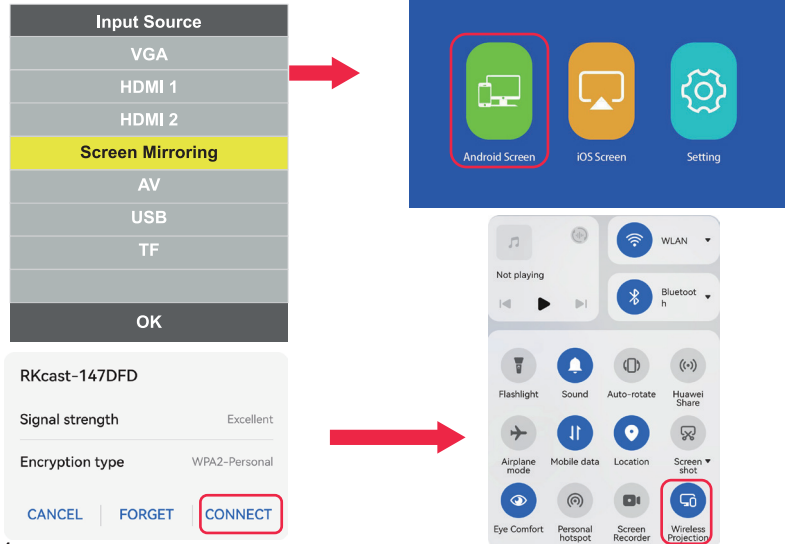 Input Source
VGA
HDMI 1
HDMI 2
Screen Mirroring
AV
USB
TF
OK
Android Screen
iOS Screen
Setting
RKcast-147DFD
Signal strength
Excellent
Encryption type
WPA2-Personal
CANCEL
FORGET
CONNECT
Not playing
WLAN
Bluetoot
h
Flashlight
Sound
Auto-rotate
Huawei
Share
Airplane
mode
Mobile data
Location
Screen
shot
Eye Comfort
Personal
hotspot
Screen
Recorder
Wireless
Projection